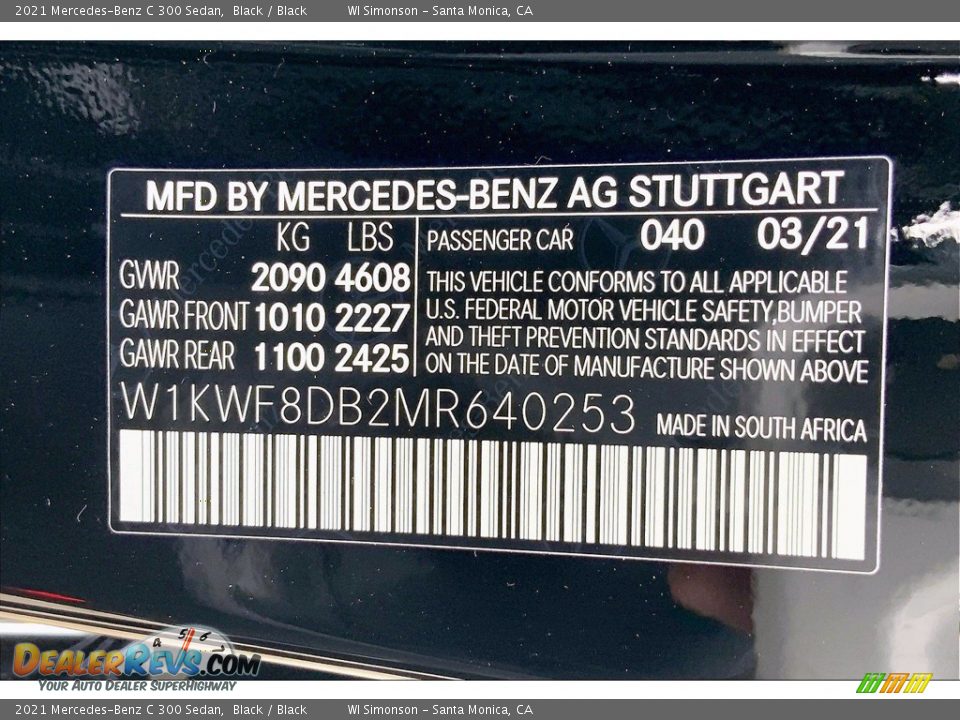 2021 Mercedes-Benz C 300 Sedan, Black / Black WI Simonson - Santa Monica, CA
MFD BY MERCEDES-BENZ AG STUTTGART
KG LBS
GVWR 2090 4608
GAWR FRONT 1010 2227
GAWR REAR 1100 2425
PASSENGER CAR 040 03/21
THIS VEHICLE CONFORMS TO ALL APPLICABLE
U.S. FEDERAL MOTOR VEHICLE SAFETY, BUMPER
AND THEFT PREVENTION STANDARDS IN EFFECT
ON THE DATE OF MANUFACTURE SHOWN ABOVE
W1KWF8DB2MR640253 MADE IN SOUTH AFRICA
4 5 6
DealerRevs.com
Your Auto Dealer SuperHighway
2021 Mercedes-Benz C 300 Sedan, Black / Black WI Simonson - Santa Monica, CA